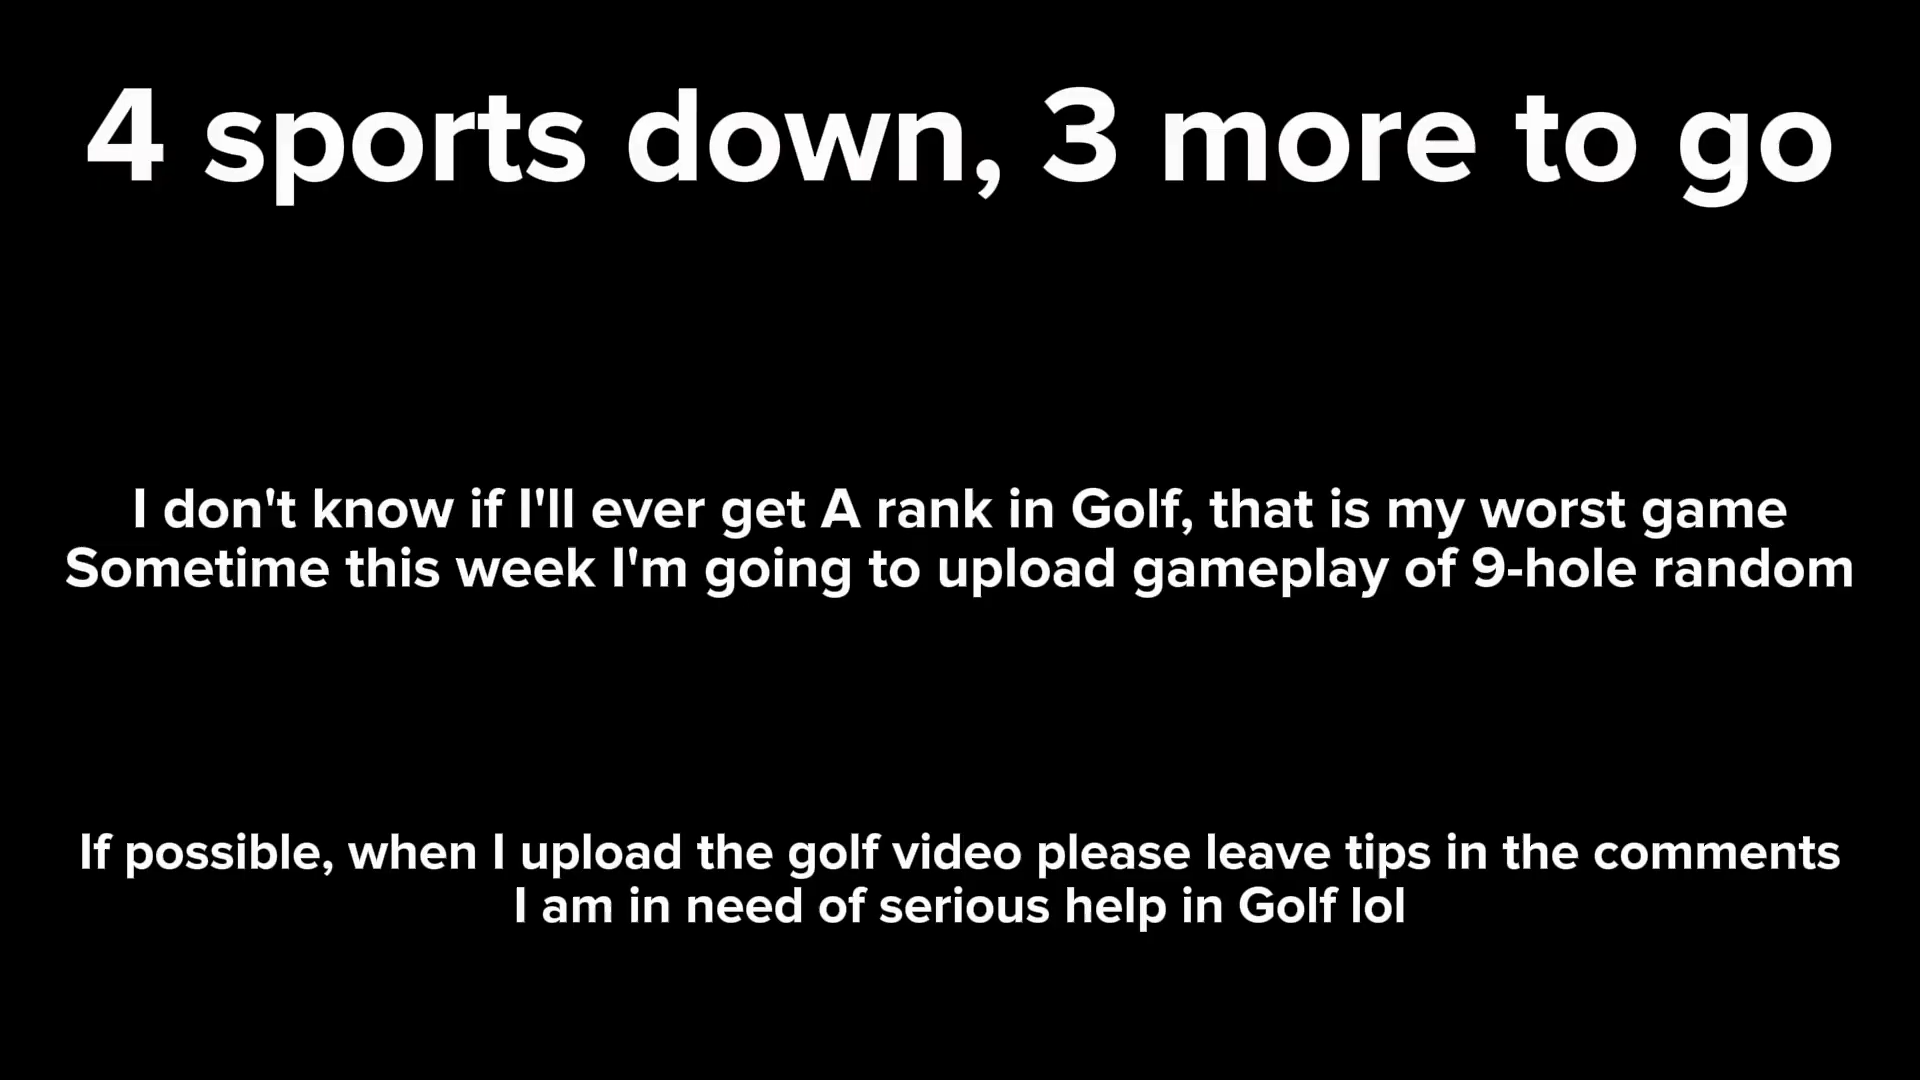 4 sports down, 3 more to go
I don't know if I'll ever get A rank in Golf, that is my worst game
Sometime this week I'm going to upload gameplay of 9-hole random
If possible, when I upload the golf video please leave tips in the comments
I am in need of serious help in Golf lol